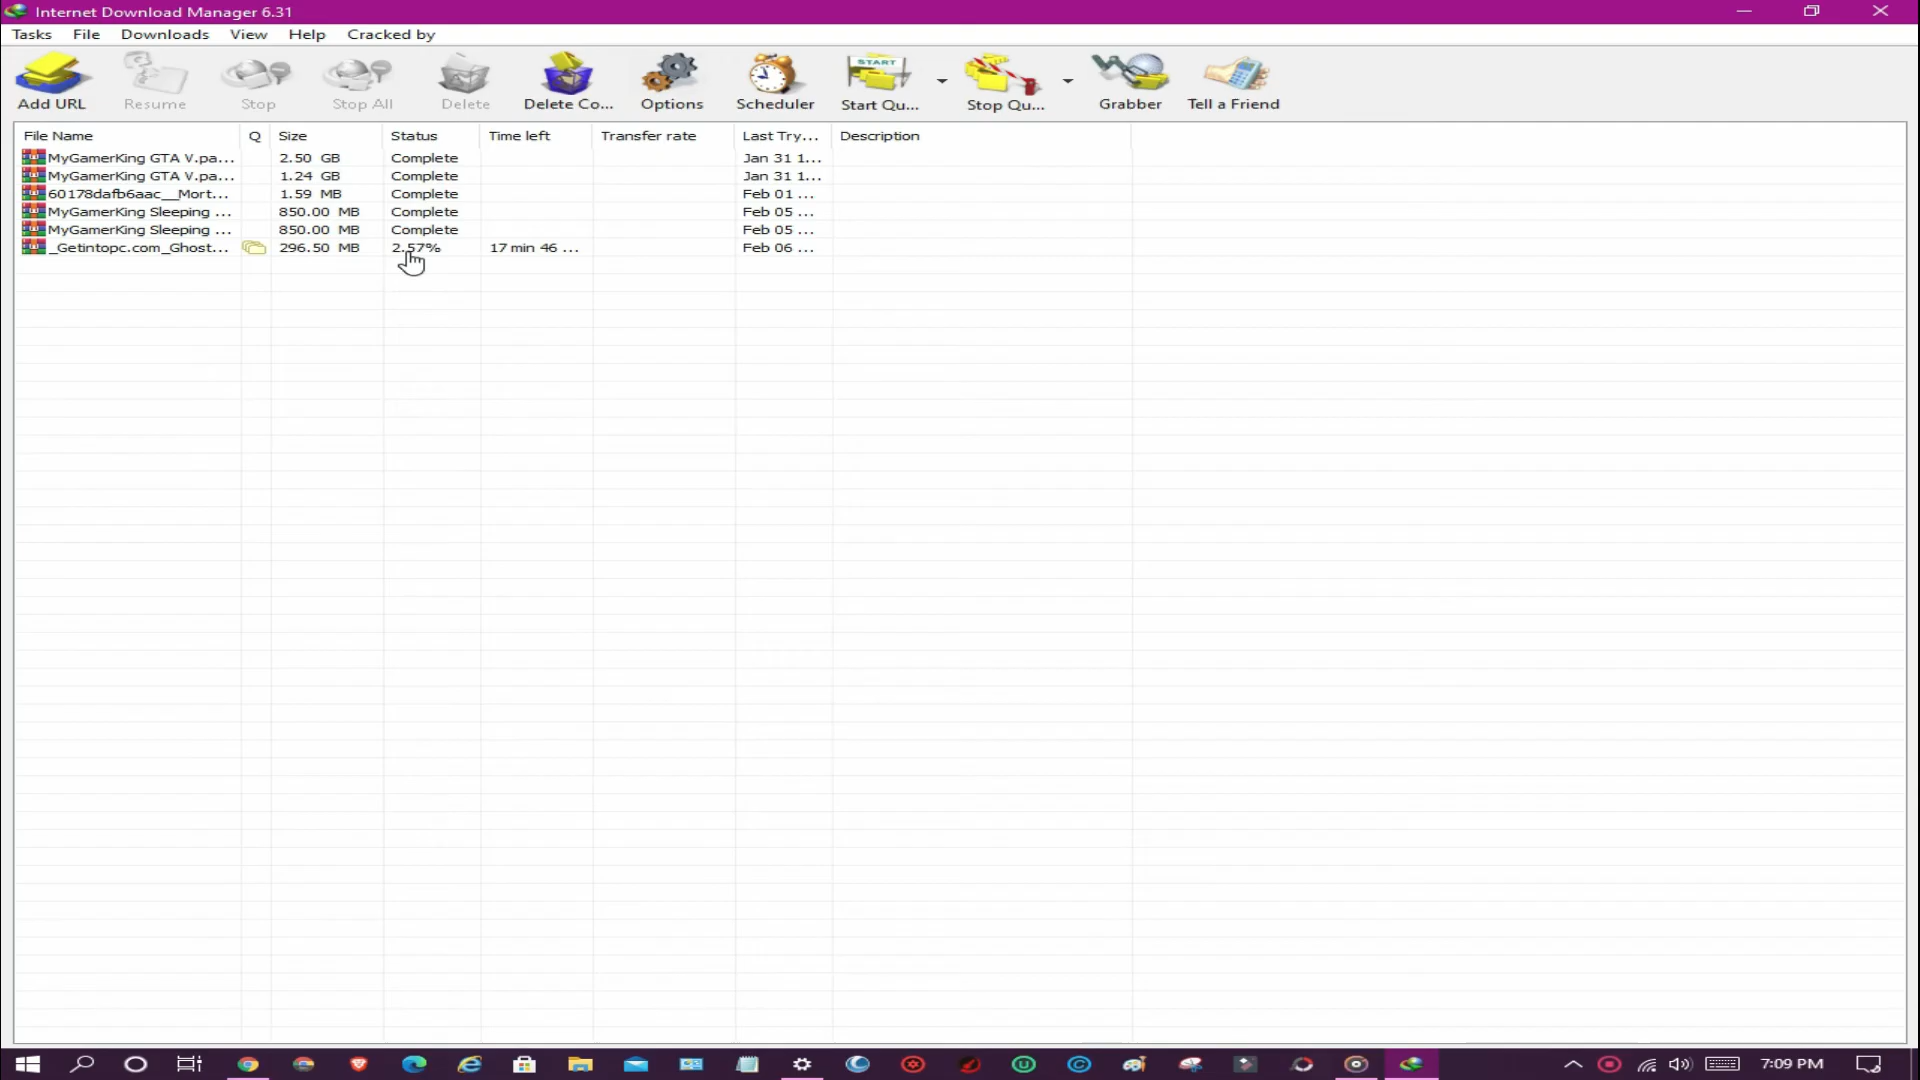 Internet Download Manager 6.31
Tasks File Downloads View Help Cracked by
Add URL Resume Stop Stop All Delete Delete Co... Options Scheduler Start Qu... Stop Qu... Grabber Tell a Friend
File Name Q Size Status Time left Transfer rate Last Try... Description
MyGamerKing GTA V.pa... 2.50 GB Complete Jan 31 1...
MyGamerKing GTA V.pa... 1.24 GB Complete Jan 31 1...
60178dafb6aac__Mort... 1.59 MB Complete Feb 01 ...
MyGamerKing Sleeping ... 850.00 MB Complete Feb 05 ...
MyGamerKing Sleeping ... 850.00 MB Complete Feb 05 ...
_Getintopc.com_Ghost... 296.50 MB 2.57% 17 min 46 ... Feb 06 ...
7:09 PM